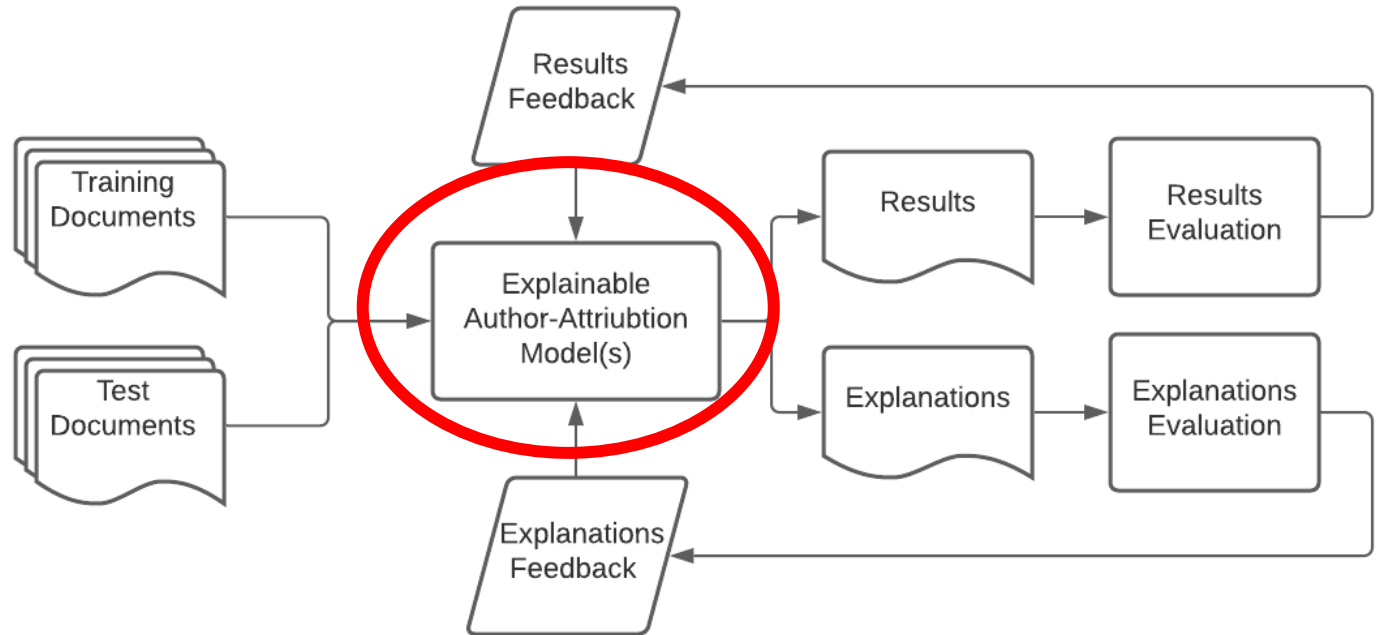 Results
Feedback
Training
Documents
Results
Results
Evaluation
Explainable
Author-Attriubtion
Model(s)
Test
Documents
Explanations
Explanations
Evaluation
Explanations
Feedback